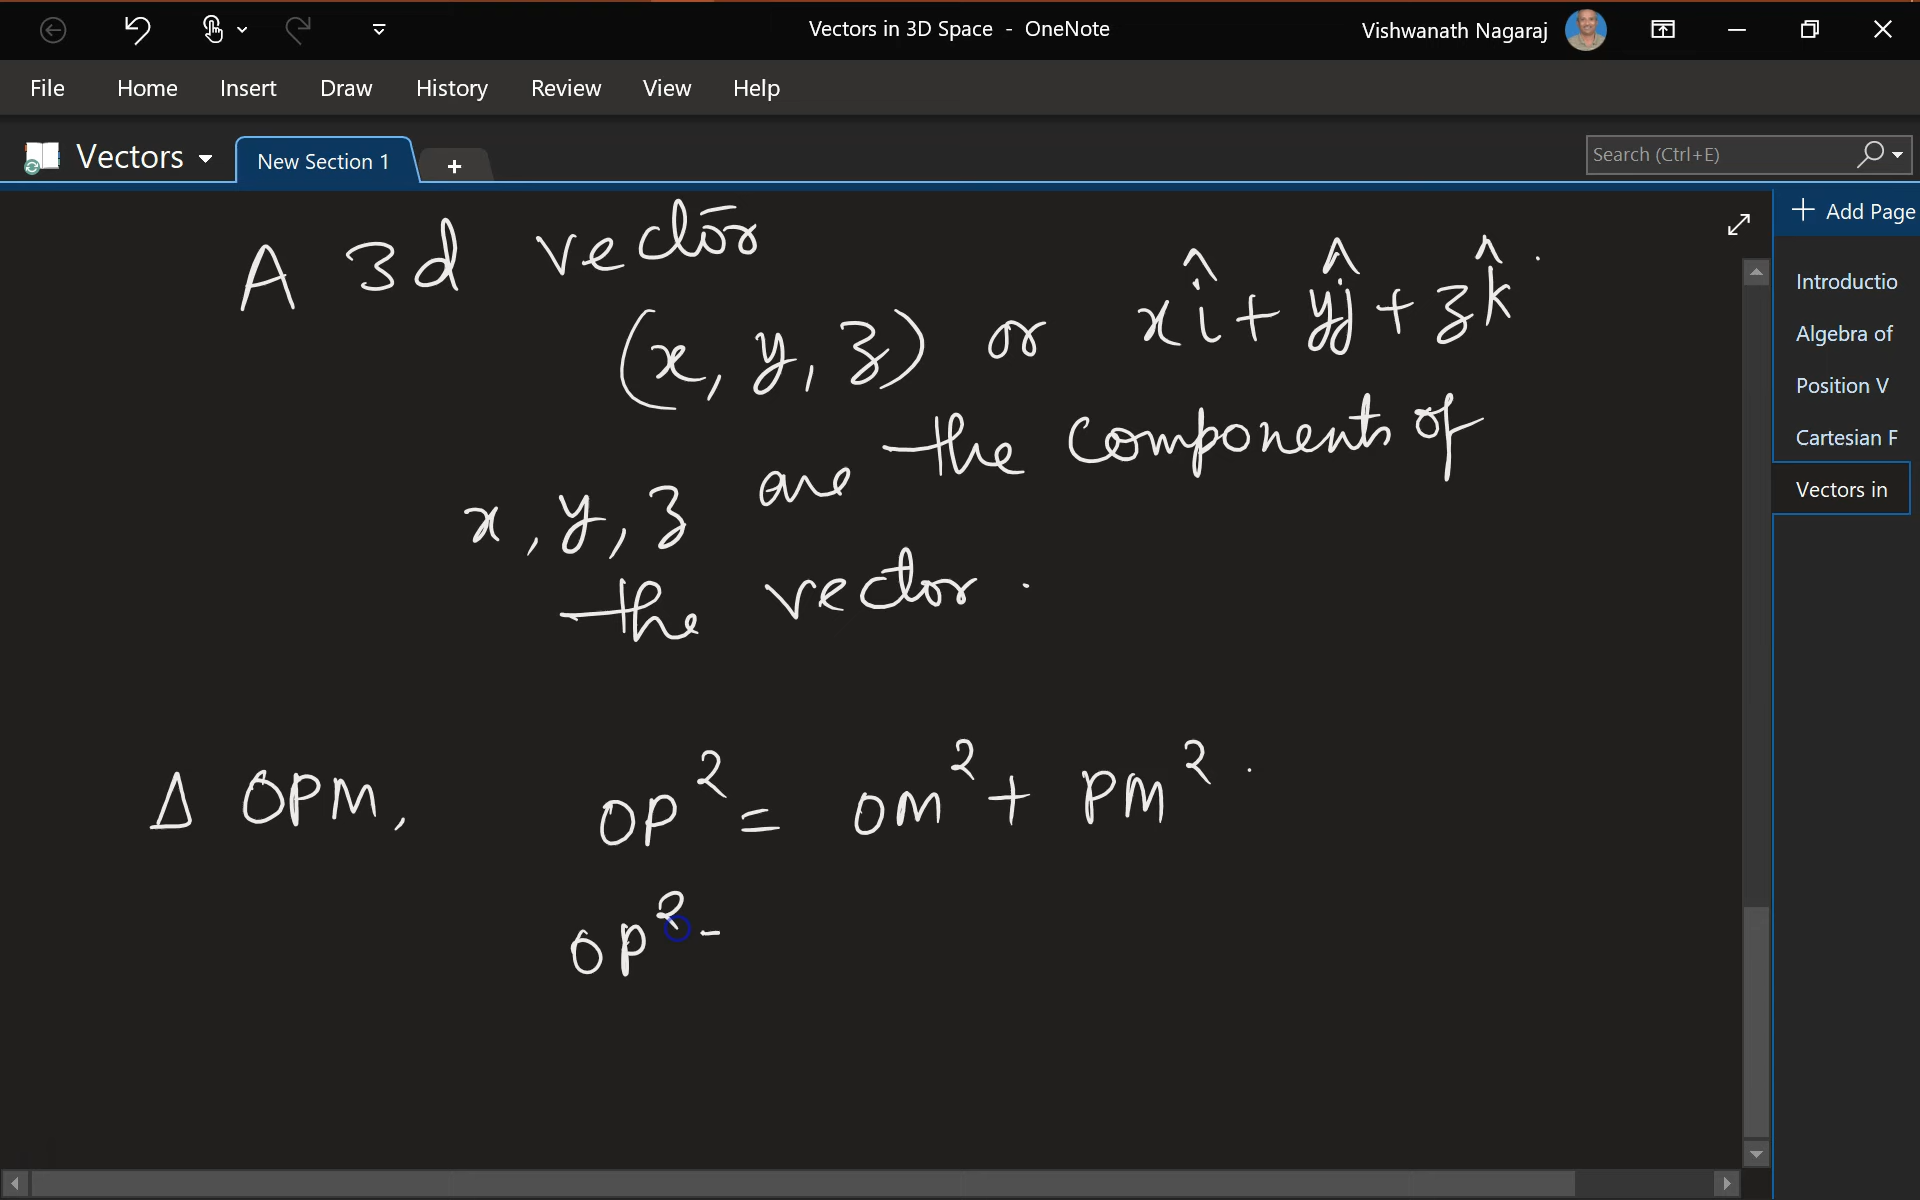 Vectors in 3D Space - OneNote
Vishwanath Nagaraj
File Home Insert Draw History Review View Help
Vectors New Section 1 +
Search (Ctrl+E)
+ Add Page
Introductio
Algebra of
Position V
Cartesian F
Vectors in
A 3d vector
(x, y, z) or xî + yĵ + zk̂.
x, y, z are the components of
the vector.
Δ OPM, OP² = OM² + PM².
OP² -